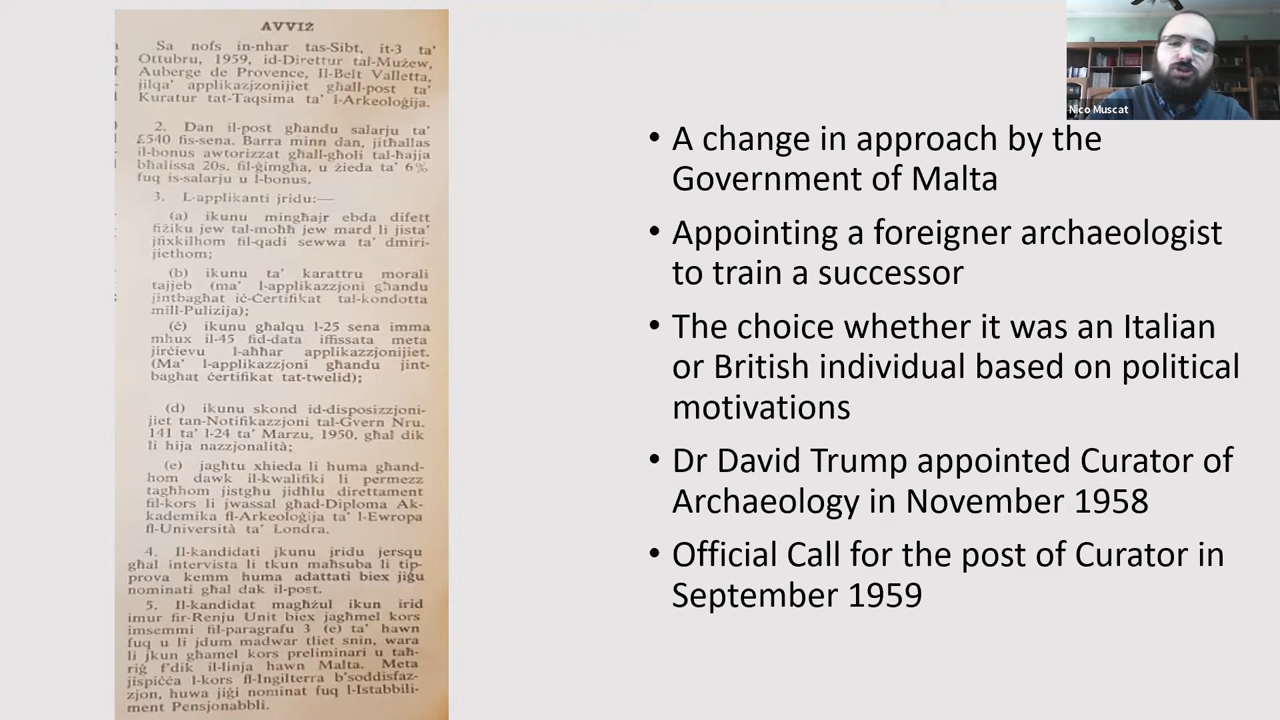 AVVIŻ
Sa nofs in-nhar tas-Sibt, it-3 ta'
Ottubru, 1959, id-Direttur tal-Mużew,
Auberge de Provence, Il-Belt Valletta,
jilqa' applikazjzonijiet għall-post ta'
Kuratur tat-Taqsima ta' l-Arkeoloġija.
2. Dan il-post għandu salarju ta'
£540 fis-sena. Barra minn dan, jitħallas
il-bonus awtorizzat għall-għoli tal-ħajja
bħalissa 20s. fil-ġimgħa, u żieda ta' 6%
fuq is-salarju u l-bonus.
3. L-applikanti jridu:—
(a) ikunu mingħajr ebda difett
fiżiku jew tal-moħħ jew mard li jista'
jfixkilhom fil-qadi sewwa ta' dmiri-
jiethom;
(b) ikunu ta' karattru morali
tajjeb (ma' l-applikazzjoni għandu
jintbagħat iċ-Ċertifikat tal-kondotta
mill-Pulizija);
(ċ) ikunu għalqu l-25 sena imma
mhux il-45 fid-data iffissata meta
jirċievu l-aħħar applikazzjonijiet.
(Ma' l-applikazzjoni għandu jint-
bagħat ċertifikat tat-twelid);
(d) ikunu skond id-disposizzjoni-
jiet tan-Notifikazzjoni tal-Gvern Nru.
141 ta' l-24 ta' Marzu, 1950, għal dik
li hija nazzjonalità;
(e) jagħtu xhieda li huma għand-
hom dawk il-kwalifiki li permezz
tagħhom jistgħu jidħlu direttament
fil-kors li jwassal għad-Diploma Ak-
kademika fl-Arkeoloġija ta' l-Ewropa
fl-Università ta' Londra.
4. Il-kandidati jkunu jridu jersqu
għal intervista li tkun maħsuba li tip-
prova kemm huma adattati biex jiġu
nominati għal dak il-post.
5. Il-kandidat magħżul ikun irid
imur fir-Renju Unit biex jagħmel kors
imsemmi fil-paragrafu 3 (e) ta' hawn
fuq u li jdum madwar tliet snin, wara
li jkun għamel kors preliminari u taħ-
riġ f'dik il-linja hawn Malta. Meta
jispiċċa l-kors fl-Ingilterra b'soddisfaz-
zjon, huwa jiġi nominat fuq l-Istabbili-
ment Pensjonabbli.
• A change in approach by the
Government of Malta
• Appointing a foreigner archaeologist
to train a successor
• The choice whether it was an Italian
or British individual based on political
motivations
• Dr David Trump appointed Curator of
Archaeology in November 1958
• Official Call for the post of Curator in
September 1959
Nico Muscat